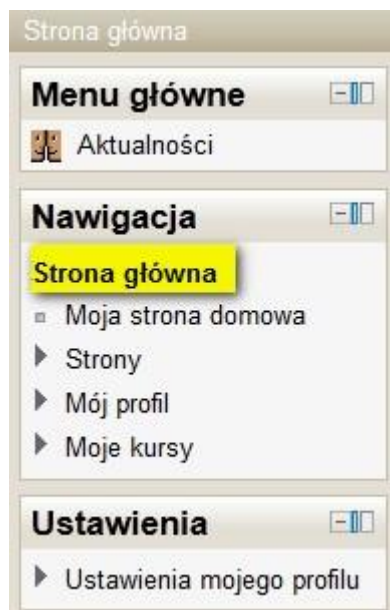 Strona główna
Menu główne
Aktualności
Nawigacja
Strona główna
Moja strona domowa
Strony
Mój profil
Moje kursy
Ustawienia
Ustawienia mojego profilu